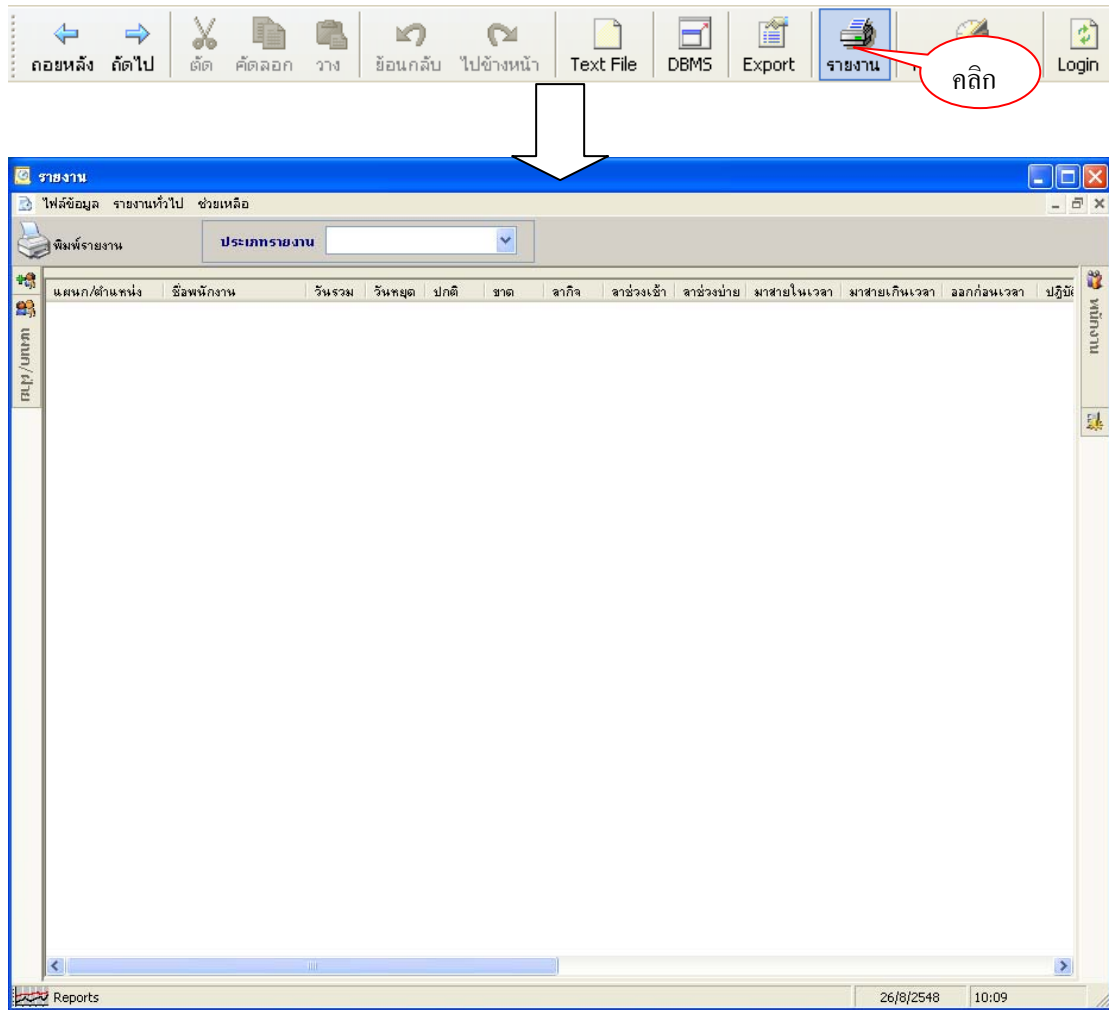 ถอยหลัง ถัดไป ตัด คัดลอก วาง ย้อนกลับ ไปข้างหน้า Text File DBMS Export รายงาน Login
คลิก
รายงาน
ไฟล์ข้อมูล รายงานทั่วไป ช่วยเหลือ
พิมพ์รายงาน ประเภทรายงาน
แผนก/ตำแหน่ง ชื่อพนักงาน วันรวม วันหยุด ปกติ ขาด ลากิจ ลาช่วงเช้า ลาช่วงบ่าย มาสายในเวลา มาสายเกินเวลา ออกก่อนเวลา
แผนก/ฝ่าย
พนักงาน
Reports 26/8/2548 10:09